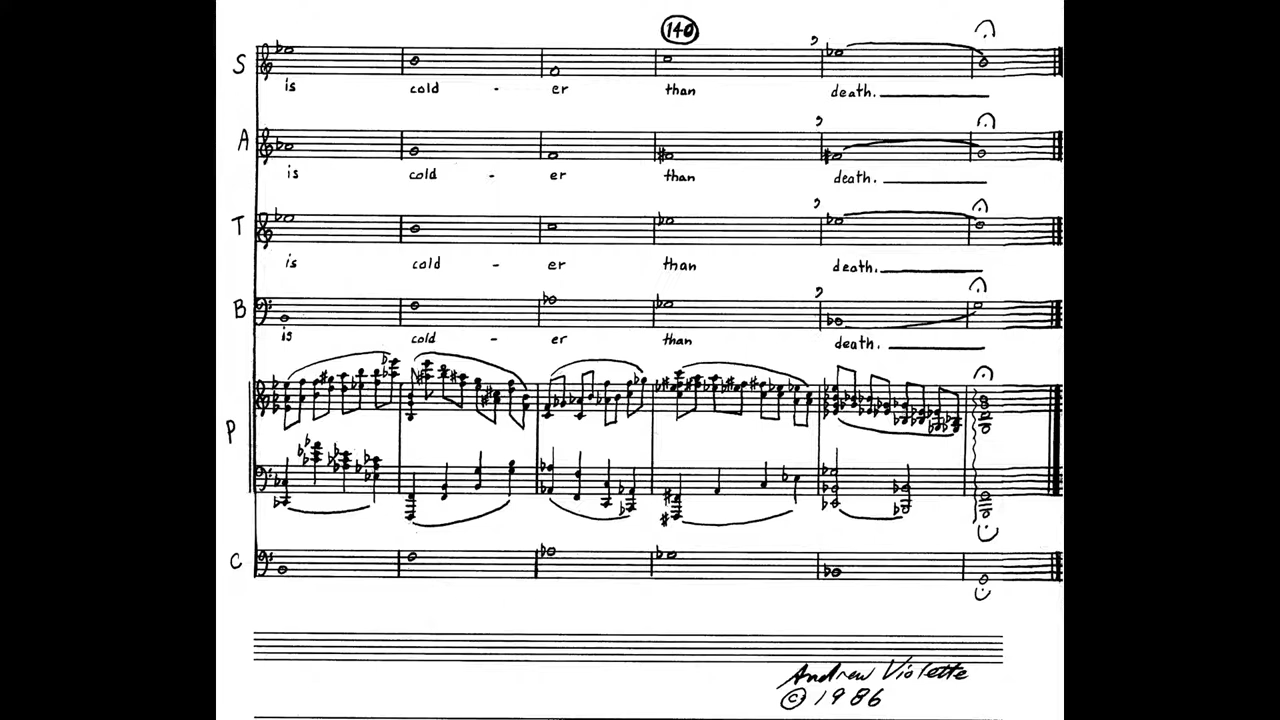 140
S
is cold - er than death.
A
is cold - er than death.
T
is cold - er than death.
B
is cold - er than death.
P
C
Andrew Violette
© 1986